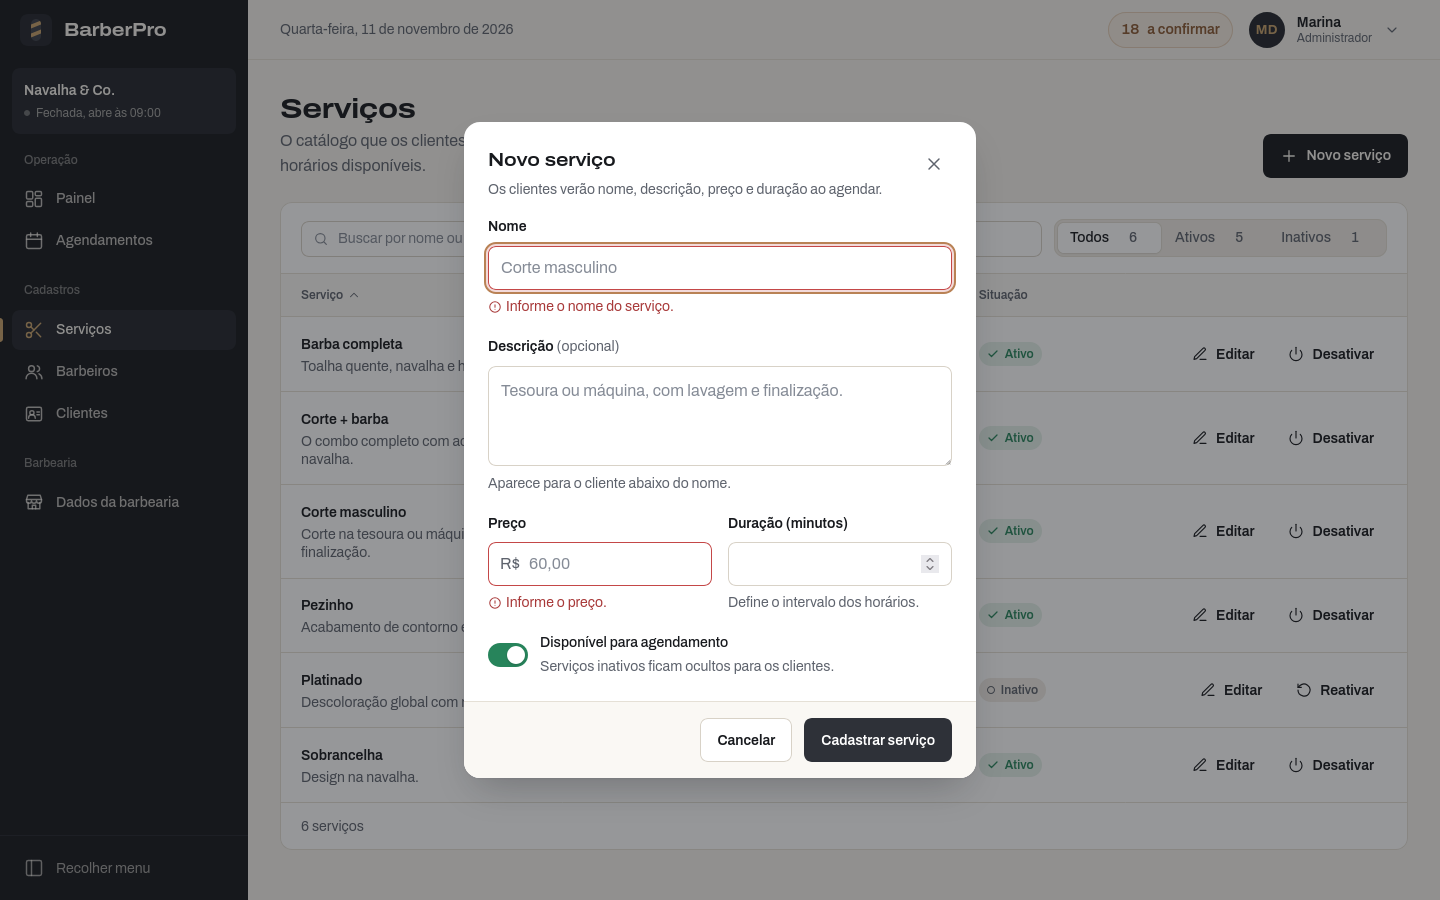 BarberPro
Navalha & Co.
Fechada, abre às 09:00
Operação
Painel
Agendamentos
Cadastros
Serviços
Barbeiros
Clientes
Barbearia
Dados da barbearia
Recolher menu
Quarta-feira, 11 de novembro de 2026
18 a confirmar
MD
Marina
Administrador
Serviços
O catálogo que os clientes
horários disponíveis.
Novo serviço
Buscar por nome ou
Todos 6
Ativos 5
Inativos 1
Serviço
Situação
Barba completa
Toalha quente, navalha e
Ativo
Editar
Desativar
Corte + barba
O combo completo com
navalha.
Ativo
Editar
Desativar
Corte masculino
Corte na tesoura ou
finalização.
Ativo
Editar
Desativar
Pezinho
Acabamento de contorno
Ativo
Editar
Desativar
Platinado
Descoloração global com
Inativo
Editar
Reativar
Sobrancelha
Design na navalha.
Ativo
Editar
Desativar
6 serviços
Novo serviço
Os clientes verão nome, descrição, preço e duração ao agendar.
Nome
Corte masculino
Informe o nome do serviço.
Descrição (opcional)
Tesoura ou máquina, com lavagem e finalização.
Aparece para o cliente abaixo do nome.
Preço
R$ 60,00
Informe o preço.
Duração (minutos)
Define o intervalo dos horários.
Disponível para agendamento
Serviços inativos ficam ocultos para os clientes.
Cancelar
Cadastrar serviço